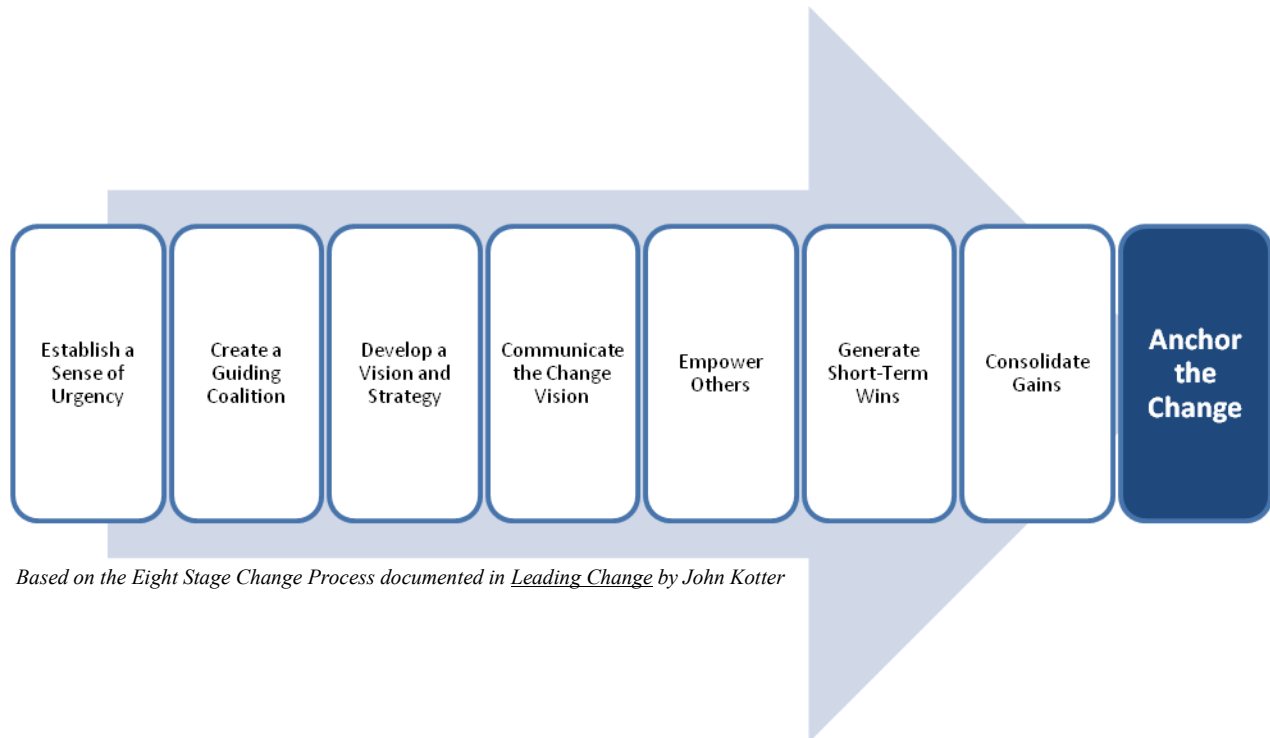 Establish a
Sense of
Urgency
Create a
Guiding
Coalition
Develop a
Vision and
Strategy
Communicate
the Change
Vision
Empower
Others
Generate
Short-Term
Wins
Consolidate
Gains
Anchor
the
Change
Based on the Eight Stage Change Process documented in Leading Change by John Kotter